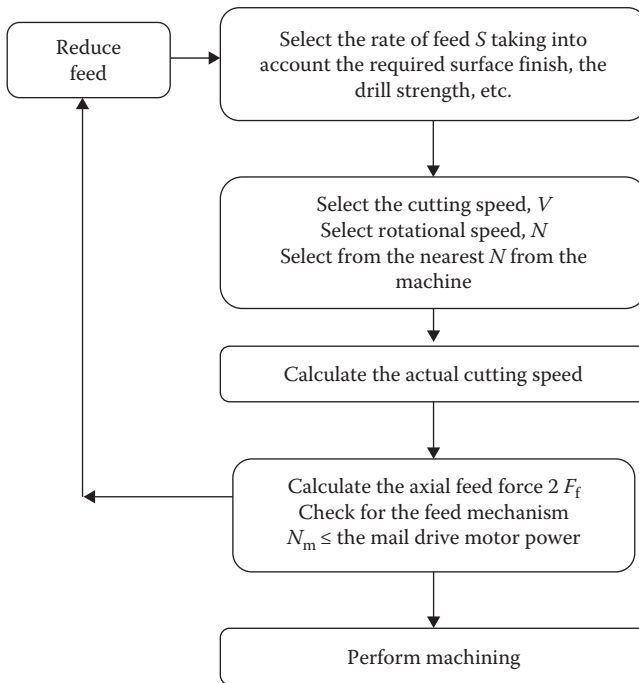 Reduce
feed
Select the rate of feed S taking into
account the required surface finish, the
drill strength, etc.
Select the cutting speed, V
Select rotational speed, N
Select from the nearest N from the
machine
Calculate the actual cutting speed
Calculate the axial feed force 2 Ff
Check for the feed mechanism
Nm ≤ the mail drive motor power
Perform machining